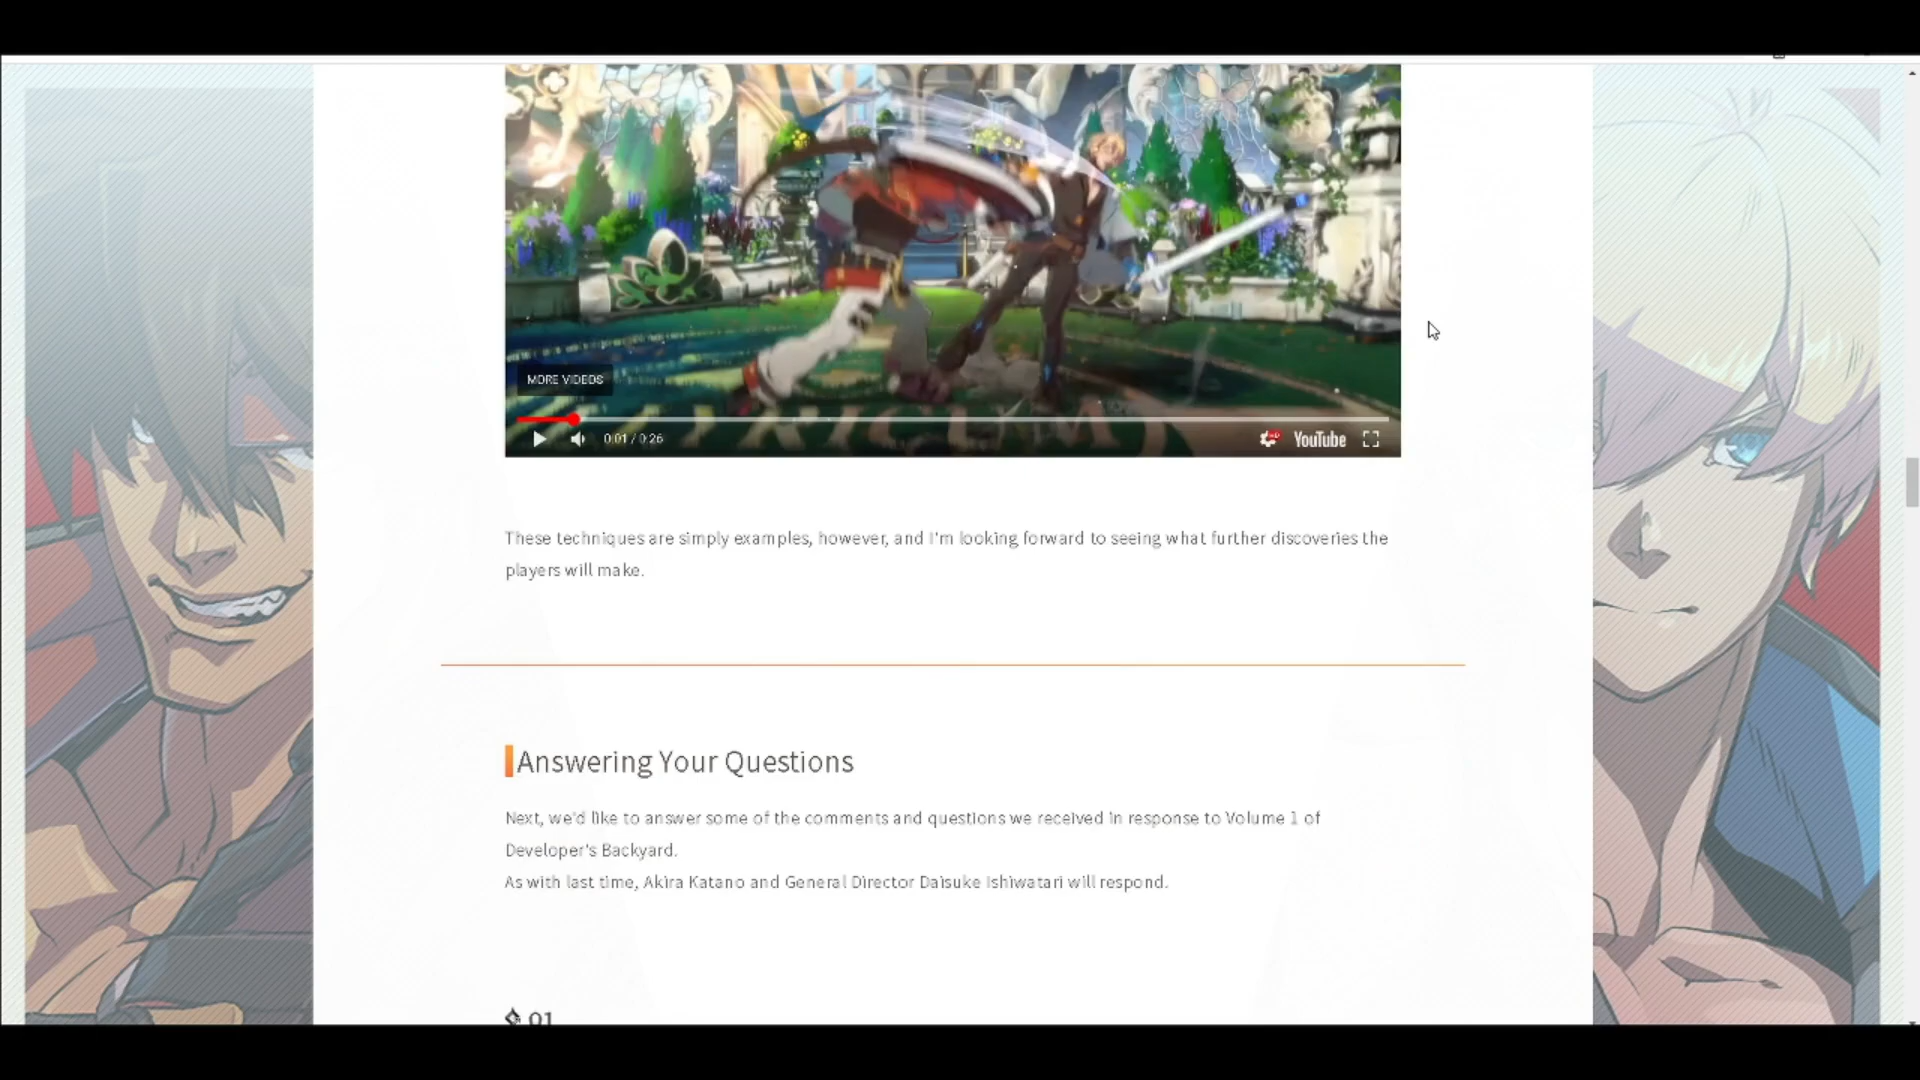 MORE VIDEOS
0:01 / 0:26
HD
YouTube
These techniques are simply examples, however, and I'm looking forward to seeing what further discoveries the
players will make.
Answering Your Questions
Next, we'd like to answer some of the comments and questions we received in response to Volume 1 of
Developer's Backyard.
As with last time, Akira Katano and General Director Daisuke Ishiwatari will respond.
01